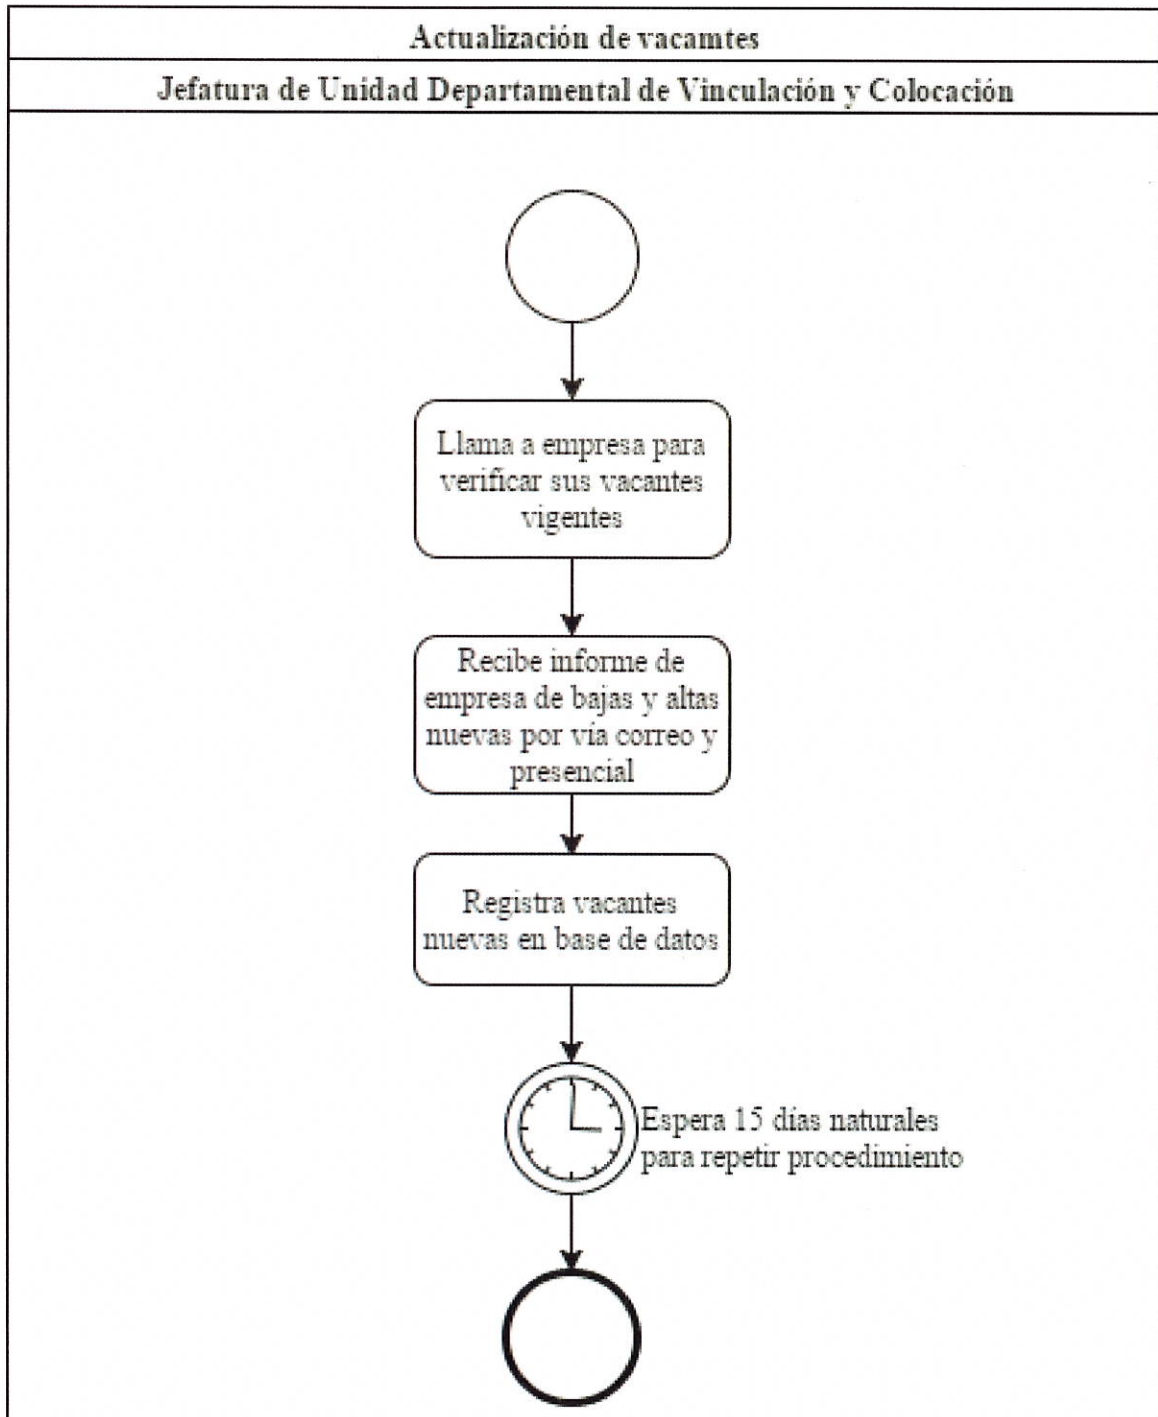 Actualización de vacamtes
Jefatura de Unidad Departamental de Vinculación y Colocación
Llama a empresa para
verificar sus vacantes
vigentes
Recibe informe de
empresa de bajas y altas
nuevas por vía correo y
presencial
Registra vacantes
nuevas en base de datos
Espera 15 días naturales
para repetir procedimiento